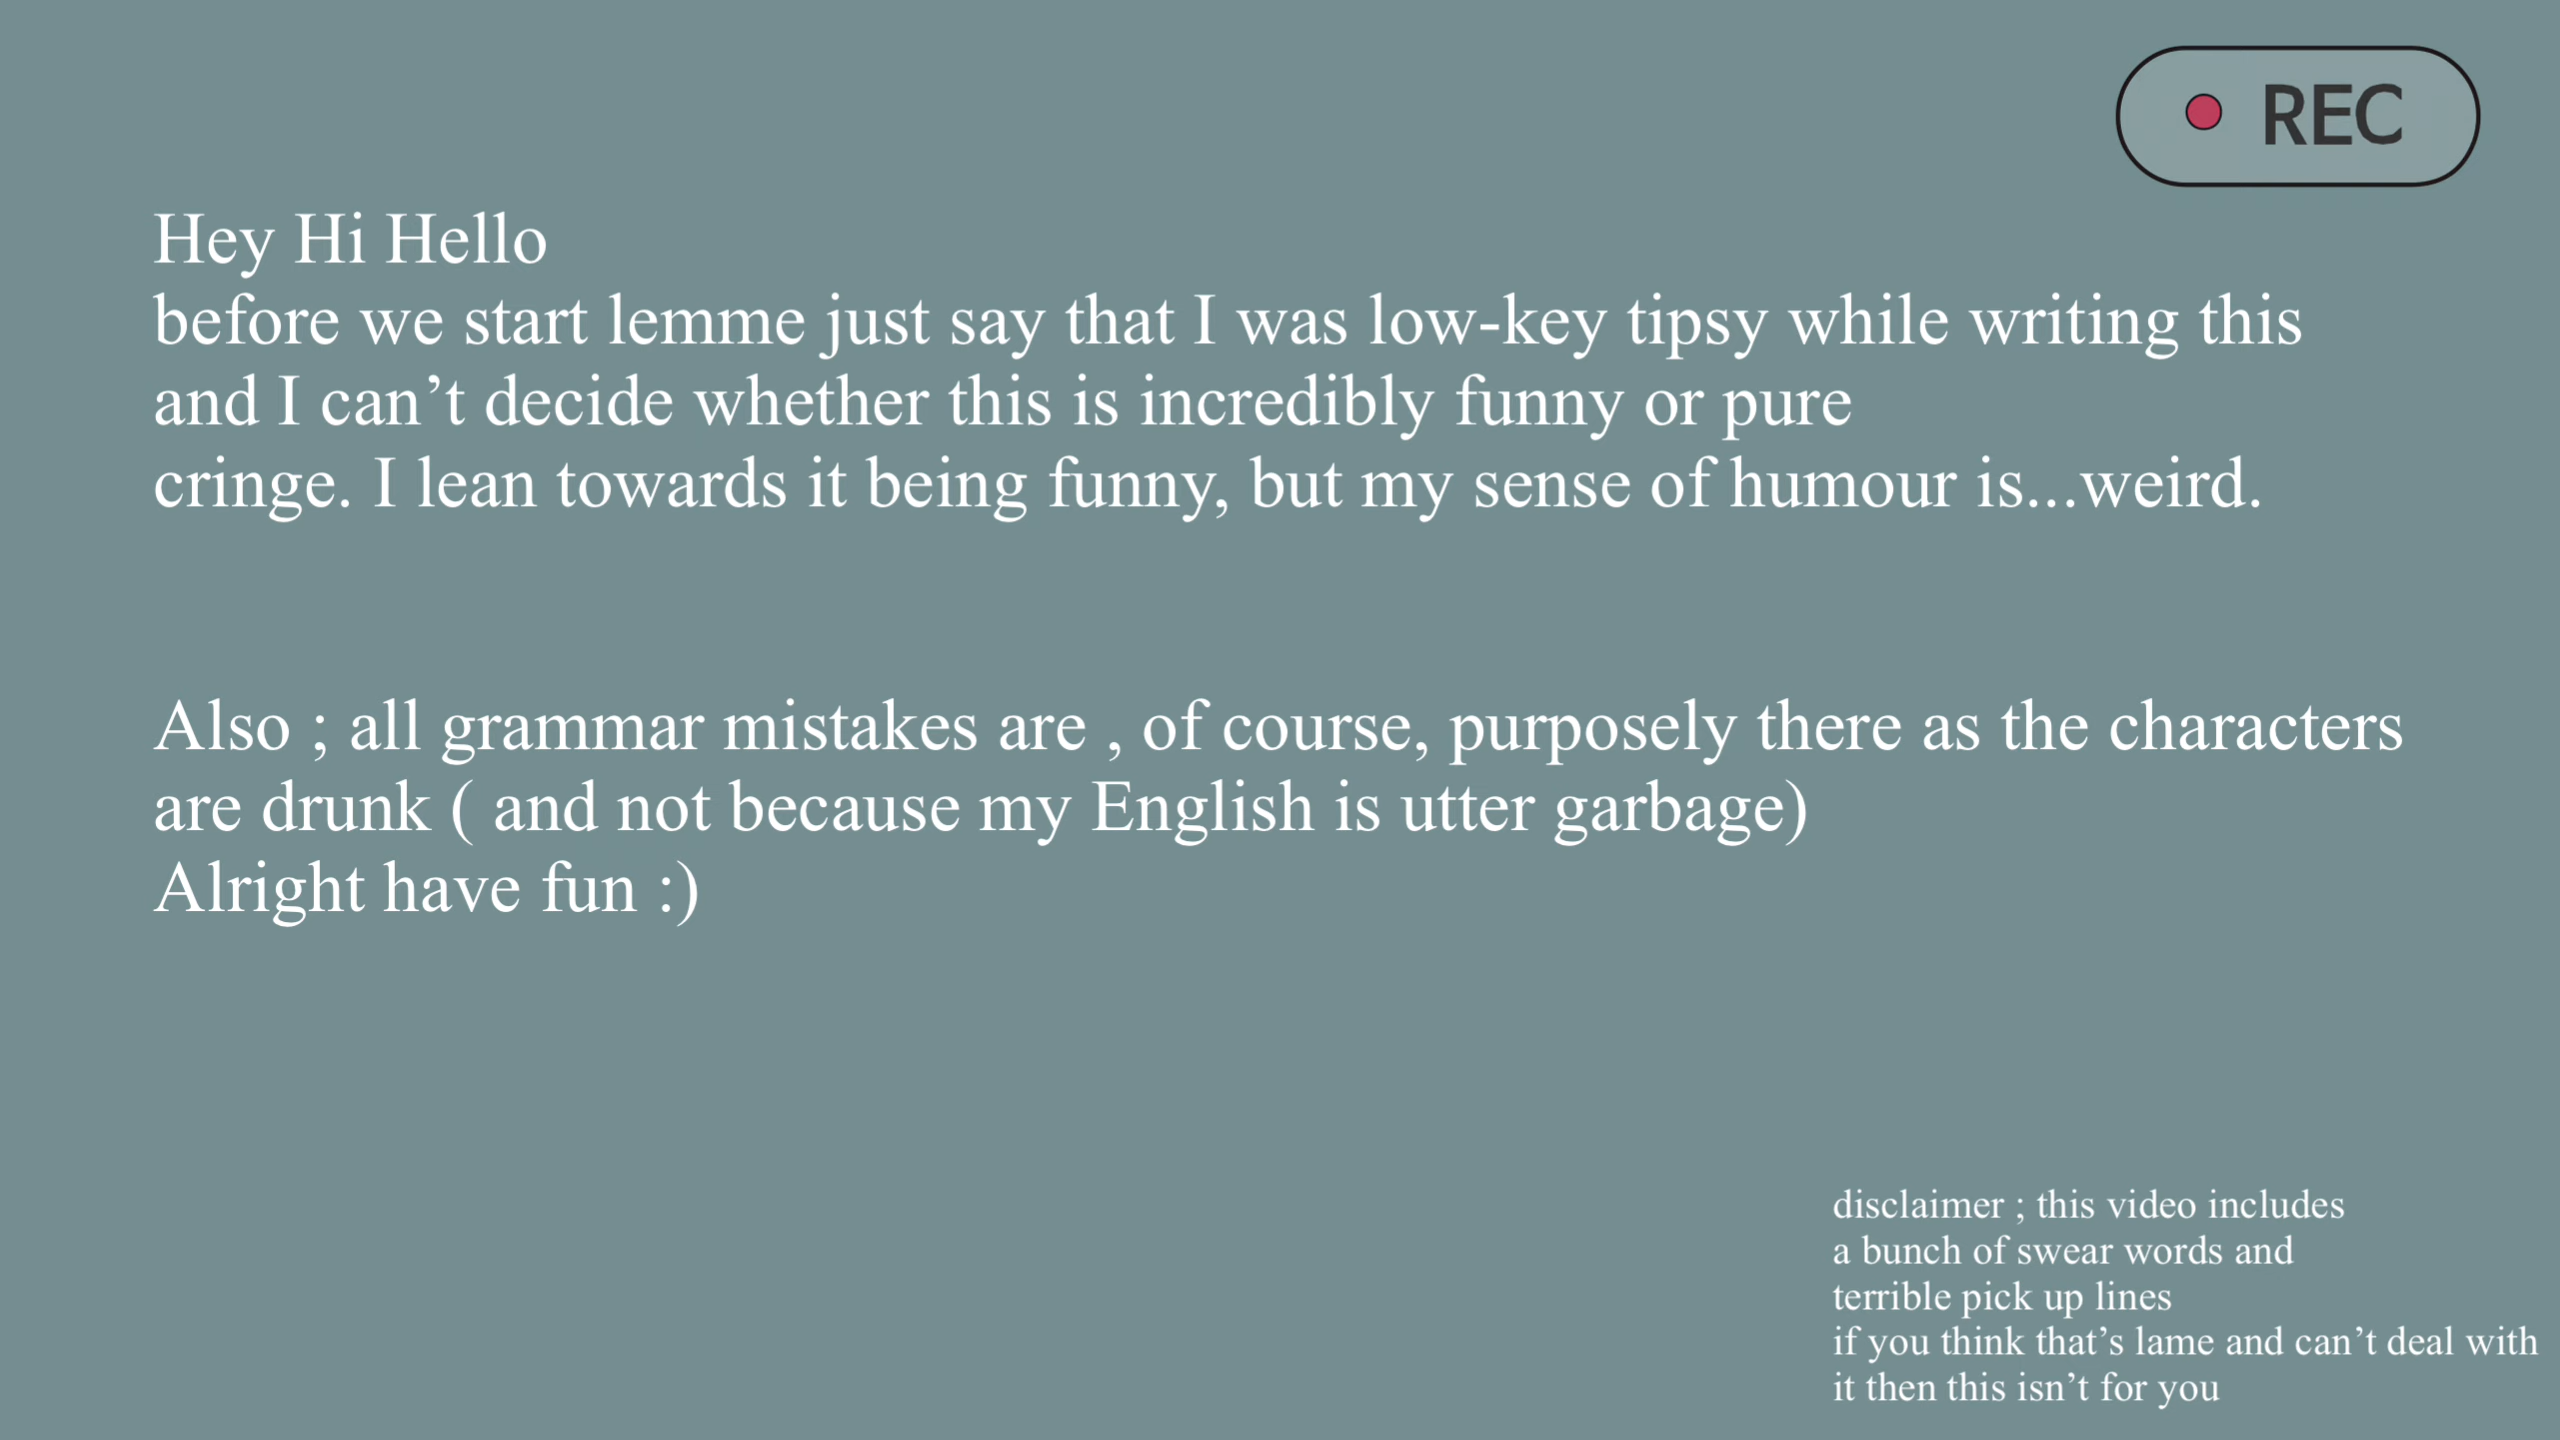 REC
Hey Hi Hello
before we start lemme just say that I was low-key tipsy while writing this
and I can’t decide whether this is incredibly funny or pure
cringe. I lean towards it being funny, but my sense of humour is...weird.
Also ; all grammar mistakes are , of course, purposely there as the characters
are drunk ( and not because my English is utter garbage)
Alright have fun :)
disclaimer ; this video includes
a bunch of swear words and
terrible pick up lines
if you think that’s lame and can’t deal with
it then this isn’t for you